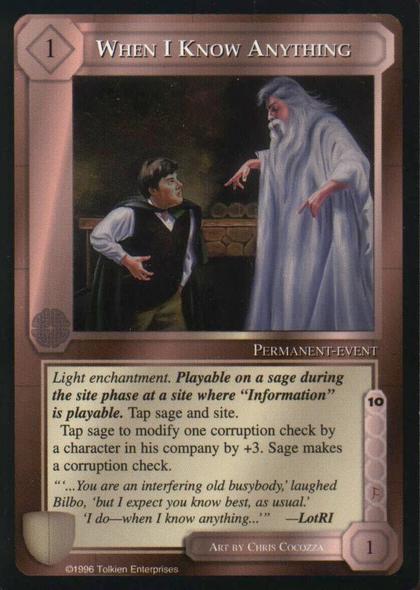 1
WHEN I KNOW ANYTHING
PERMANENT-EVENT
Light enchantment. Playable on a sage during
the site phase at a site where “Information”
is playable. Tap sage and site.
Tap sage to modify one corruption check by
a character in his company by +3. Sage makes
a corruption check.
“‘...You are an interfering old busybody,’ laughed
Bilbo, ‘but I expect you know best, as usual.’
‘I do—when I know anything...’” —LotRI
10
ART BY CHRIS COCOZZA
1
©1996 Tolkien Enterprises